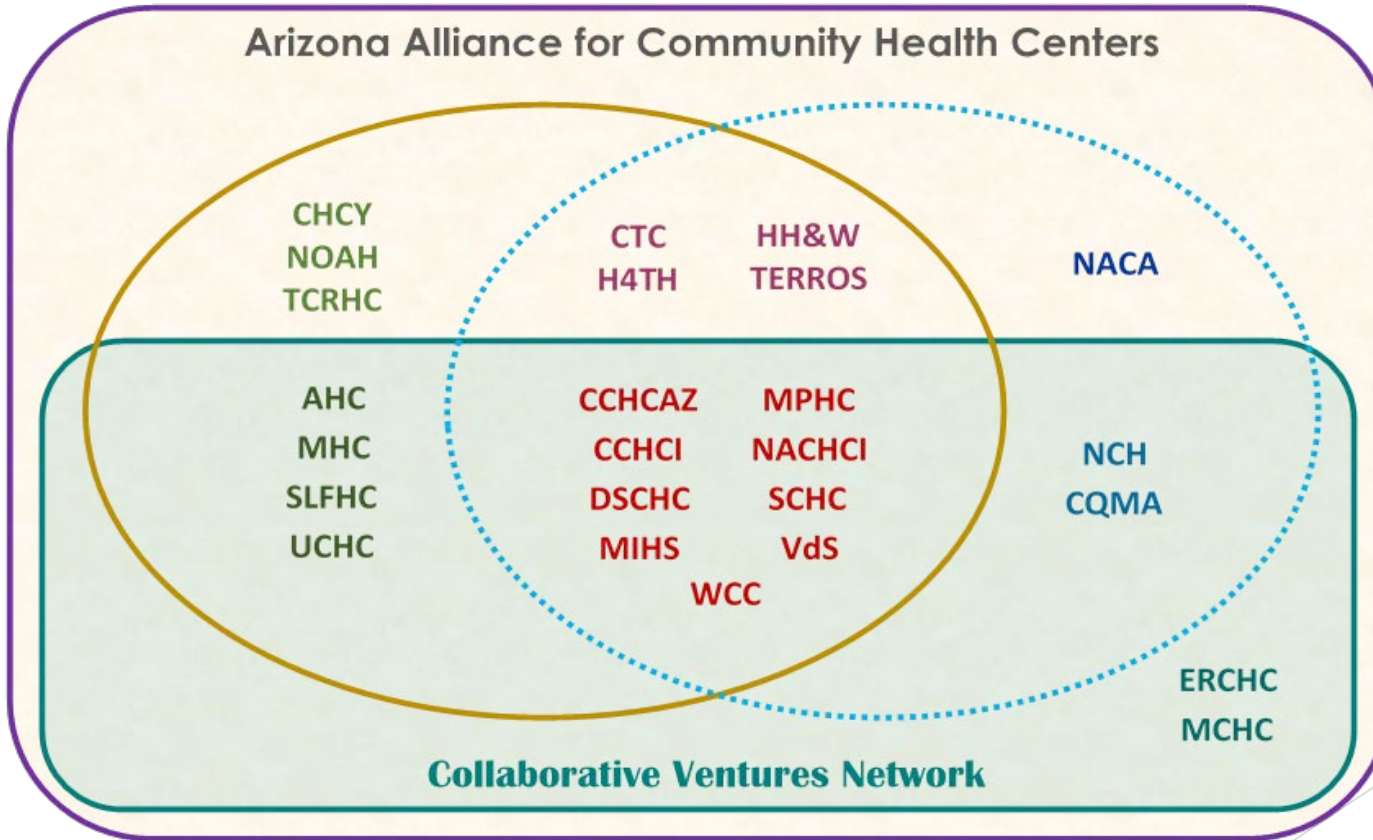 Arizona Alliance for Community Health Centers
CHCY
NOAH
TCRHC
CTC
H4TH
HH&W
TERROS
NACA
AHC
MHC
SLFHC
UCHC
CCHCAZ
CCHCI
DSCHC
MIHS
MPHC
NACHCI
SCHC
VdS
WCC
NCH
CQMA
ERCHC
MCHC
Collaborative Ventures Network